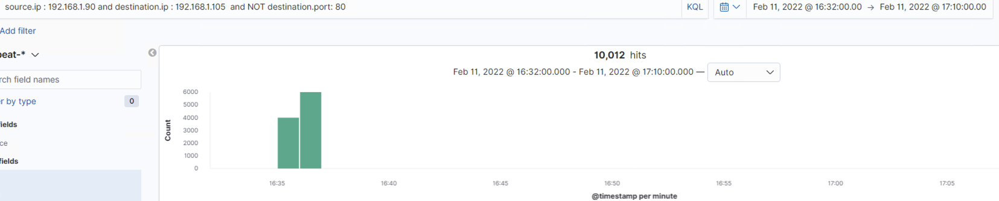 source.ip : 192.168.1.90 and destination.ip : 192.168.1.105 and NOT destination.port: 80
KQL
Feb 11, 2022 @ 16:32:00.00 → Feb 11, 2022 @ 17:10:00.00
Add filter
beat-*
rch field names
r by type 0
ields
ce
fields
10,012 hits
Feb 11, 2022 @ 16:32:00.000 - Feb 11, 2022 @ 17:10:00.000 — Auto
6000
5000
4000
3000
2000
1000
0
Count
16:35 16:40 16:45 16:50 16:55 17:00 17:05
@timestamp per minute